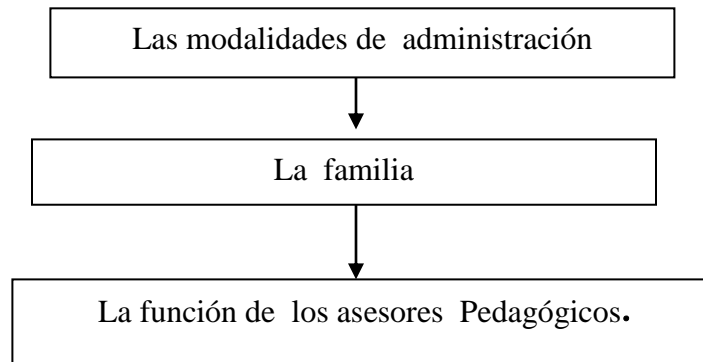 Las modalidades de administración
La familia
La función de los asesores Pedagógicos.